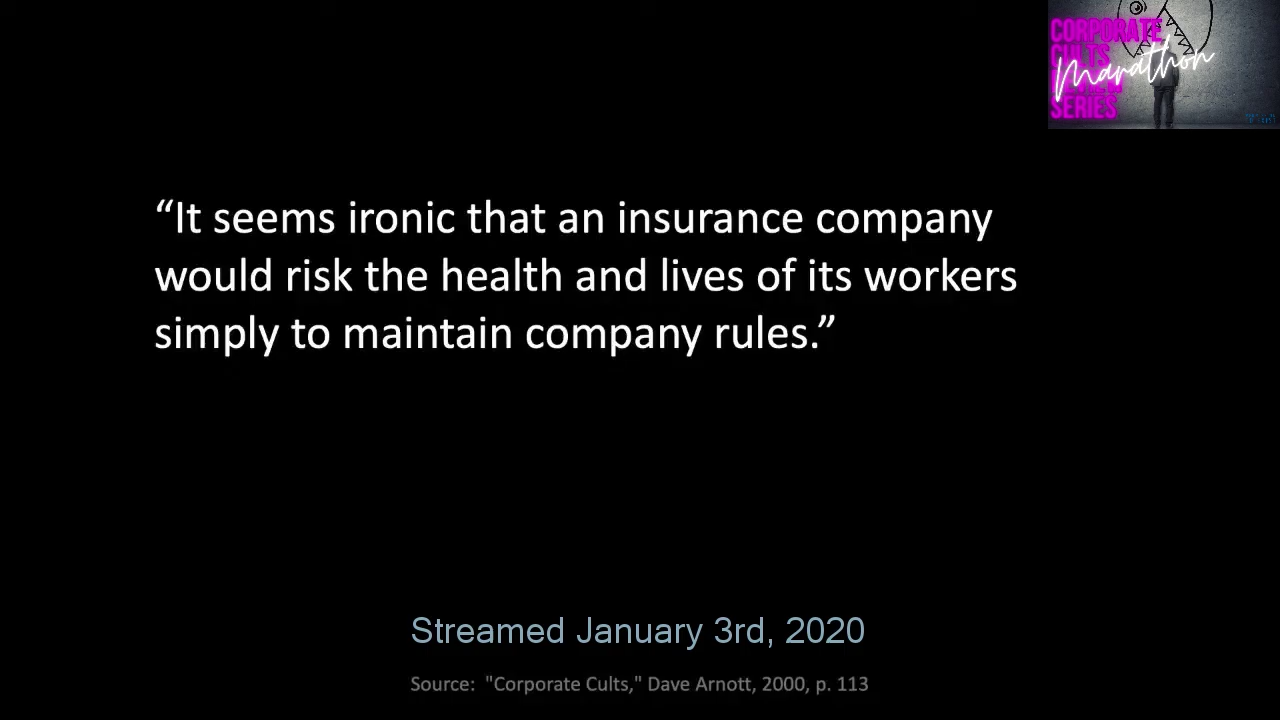 CORPORATE
CULTS
Marathon
SERIES
“It seems ironic that an insurance company
would risk the health and lives of its workers
simply to maintain company rules.”
Streamed January 3rd, 2020
Source:  "Corporate Cults," Dave Arnott, 2000, p. 113